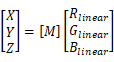 [X Y Z] = [M] [R_linear G_linear B_linear]